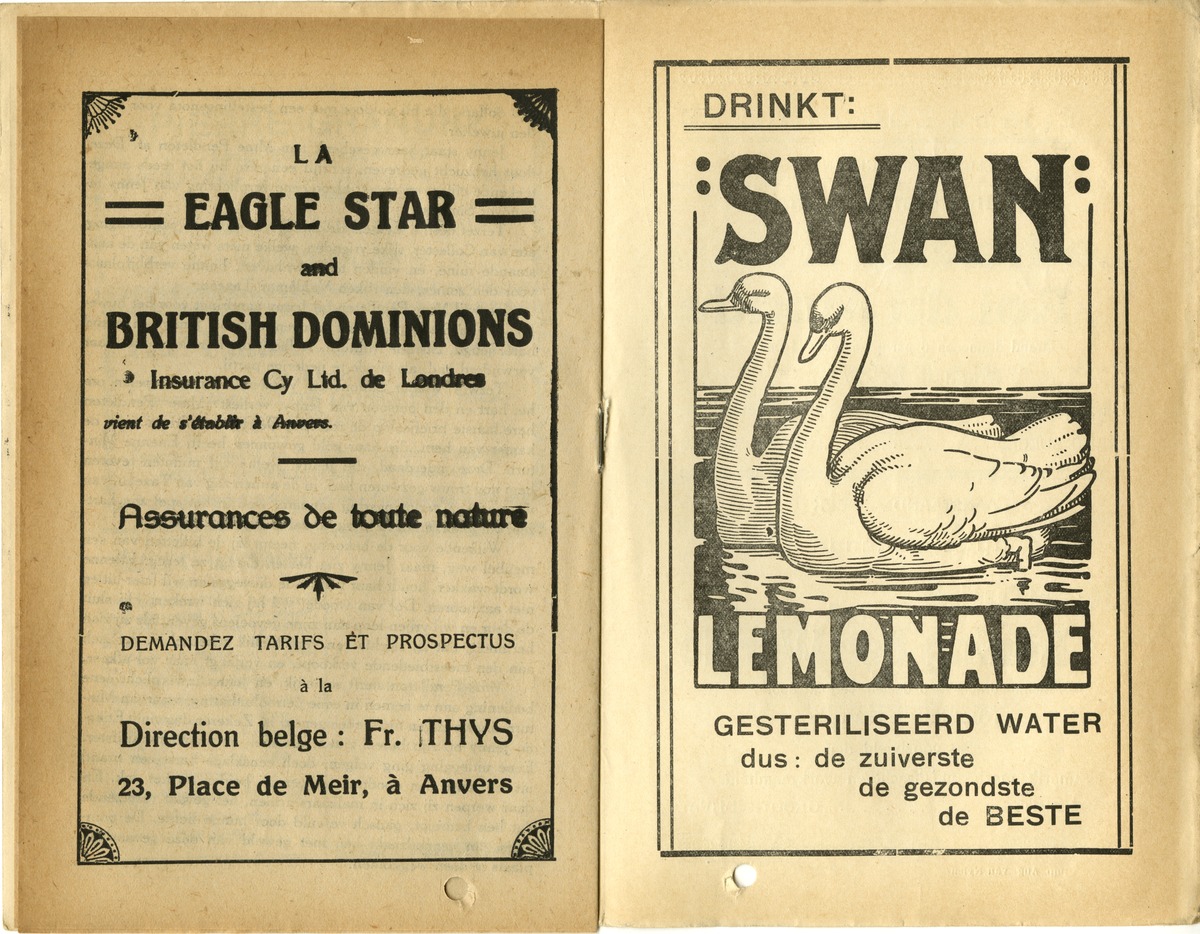 LA
EAGLE STAR
and
BRITISH DOMINIONS
Insurance Cy Ltd. de Londres
vient de s'établir à Anvers.
Assurances de toute nature
DEMANDEZ TARIFS ET PROSPECTUS
à la
Direction belge : Fr. THYS
23, Place de Meir, à Anvers
DRINKT:
:SWAN:
LEMONADE
GESTERILISEERD WATER
dus : de zuiverste
de gezondste
de BESTE